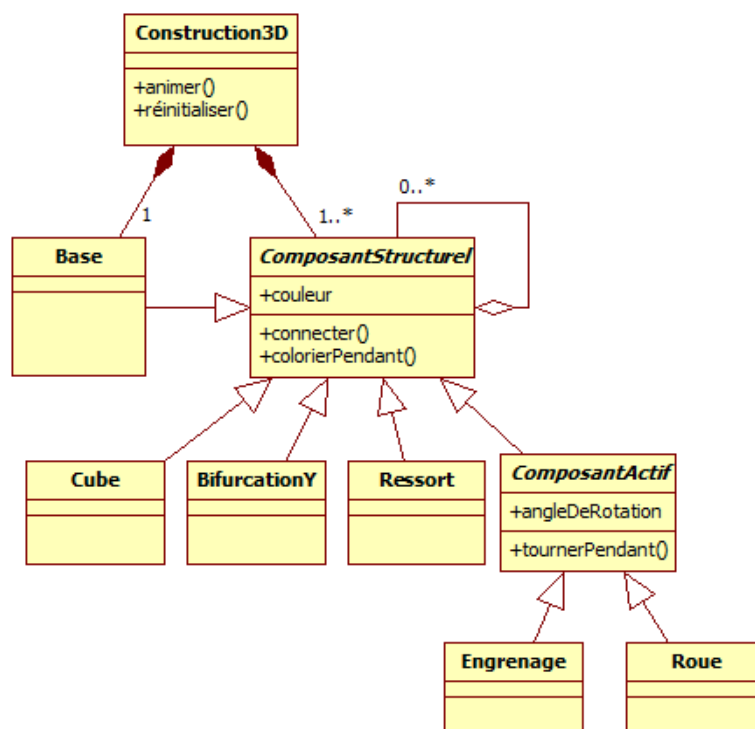 Construction3D
+animer()
+réinitialiser()
1
1..*
0..*
Base
ComposantStructurel
+couleur
+connecter()
+colorierPendant()
Cube
BifurcationY
Ressort
ComposantActif
+angleDeRotation
+tournerPendant()
Engrenage
Roue